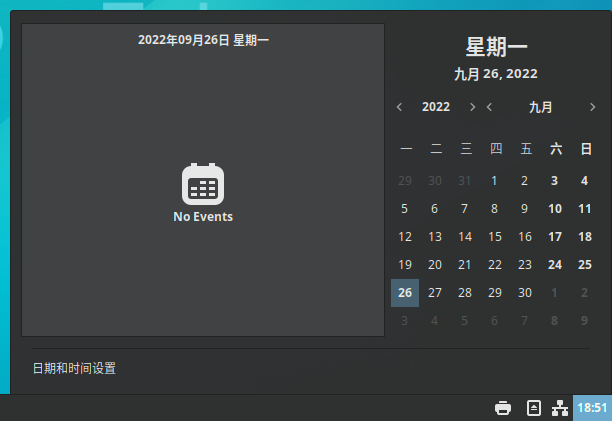 2022年09月26日 星期一
No Events
星期一
九月 26, 2022
2022 九月
一 二 三 四 五 六 日
29 30 31 1 2 3 4
5 6 7 8 9 10 11
12 13 14 15 16 17 18
19 20 21 22 23 24 25
26 27 28 29 30 1 2
3 4 5 6 7 8 9
日期和时间设置
18:51